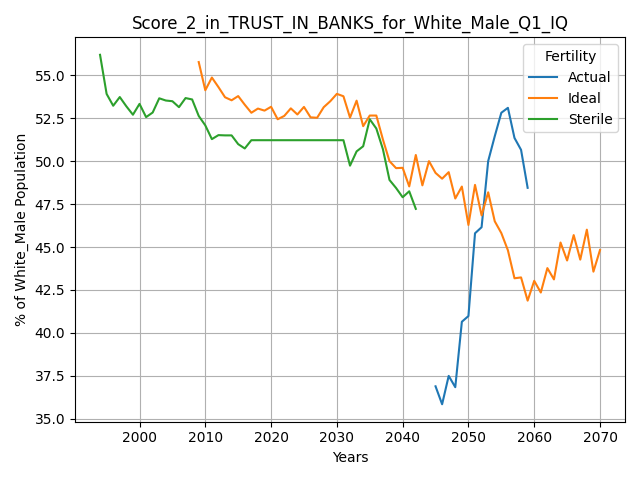 Score_2_in_TRUST_IN_BANKS_for_White_Male_Q1_IQ
Fertility
Actual
Ideal
Sterile
% of White_Male Population
55.0
52.5
50.0
47.5
45.0
42.5
40.0
37.5
35.0
2000 2010 2020 2030 2040 2050 2060 2070
Years